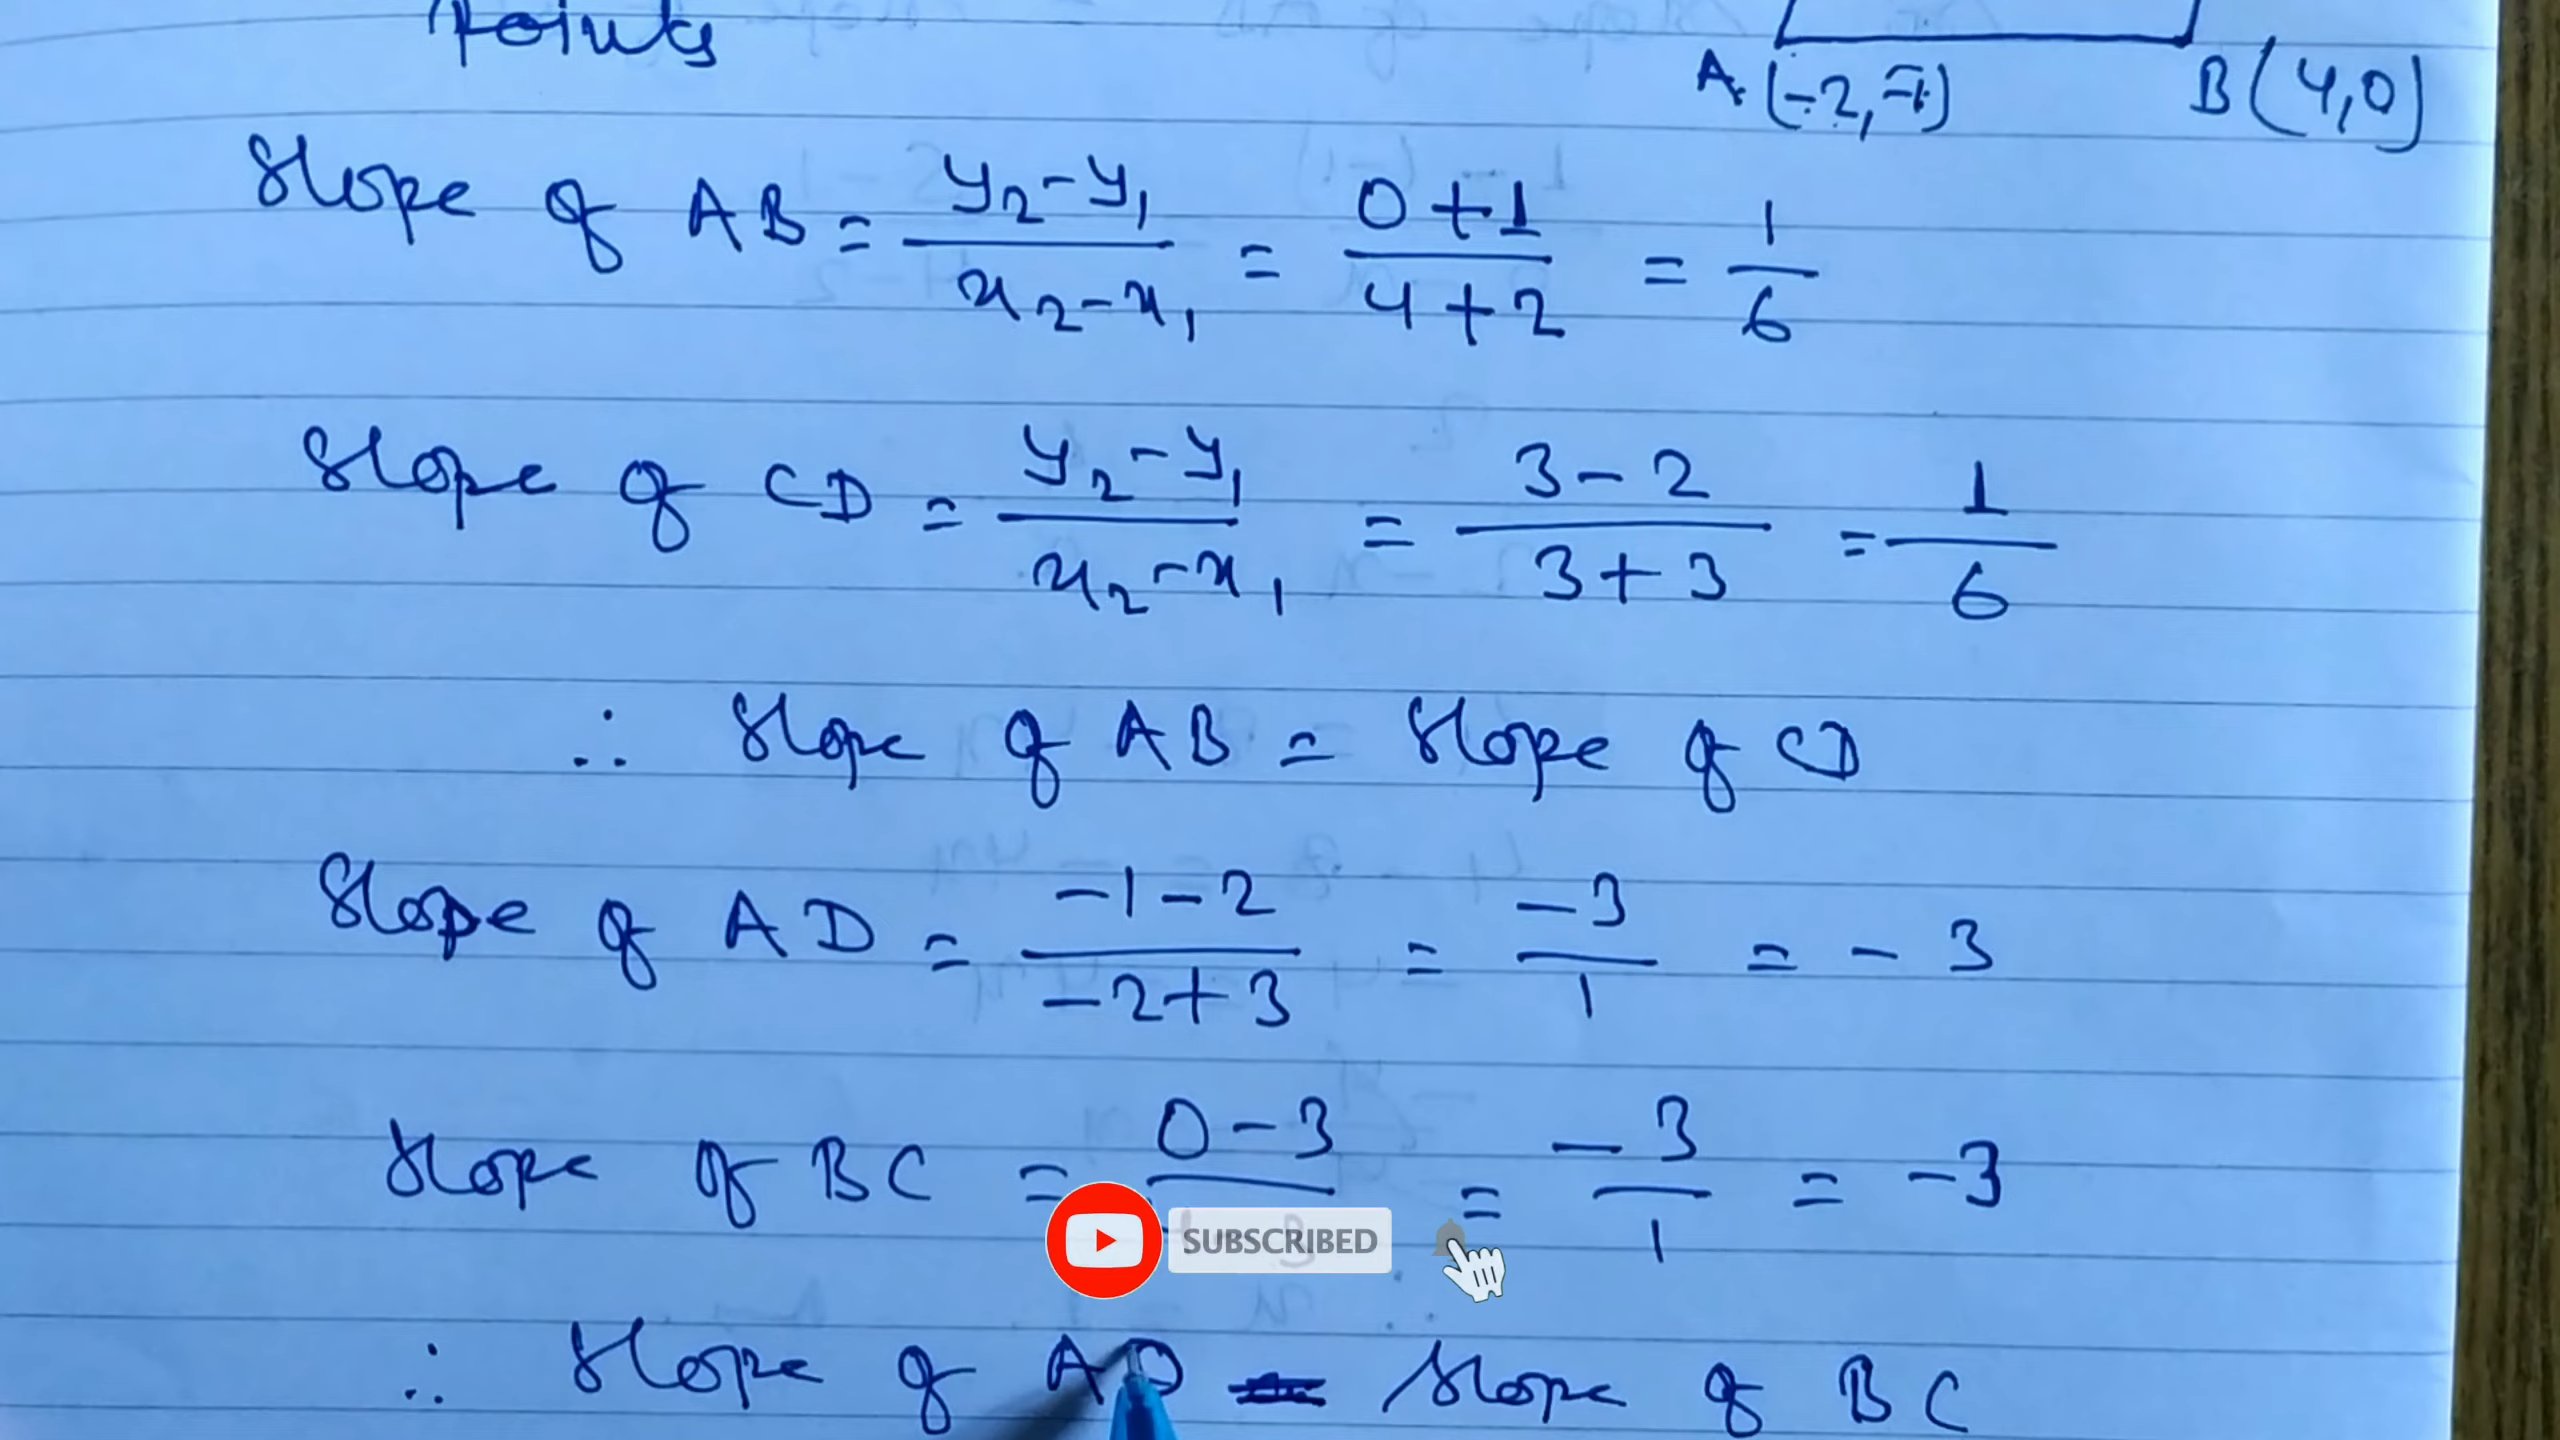 Points
A (-2, -1) B (4,0)
Slope of AB = y₂-y₁ / x₂-x₁ = 0+1 / 4+2 = 1/6
Slope of CD = y₂-y₁ / x₂-x₁ = 3-2 / 3+3 = 1/6
∴ Slope of AB = Slope of CD
Slope of AD = -1-2 / -2+3 = -3/1 = -3
Slope of BC = 0-3 / = -3/1 = -3
SUBSCRIBED
∴ Slope of AD = Slope of BC